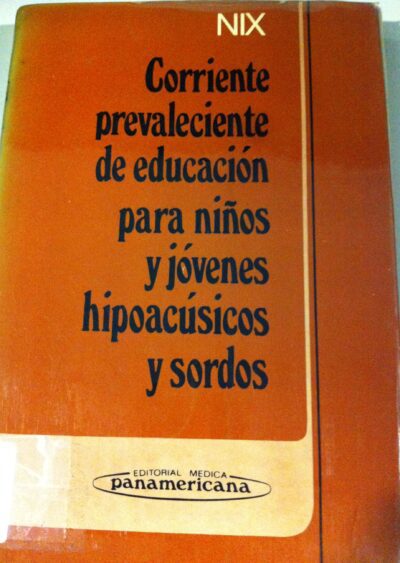 NIX
Corriente
prevaleciente
de educación
para niños
y jóvenes
hipoacúsicos
y sordos
EDITORIAL MEDICA
panamericana